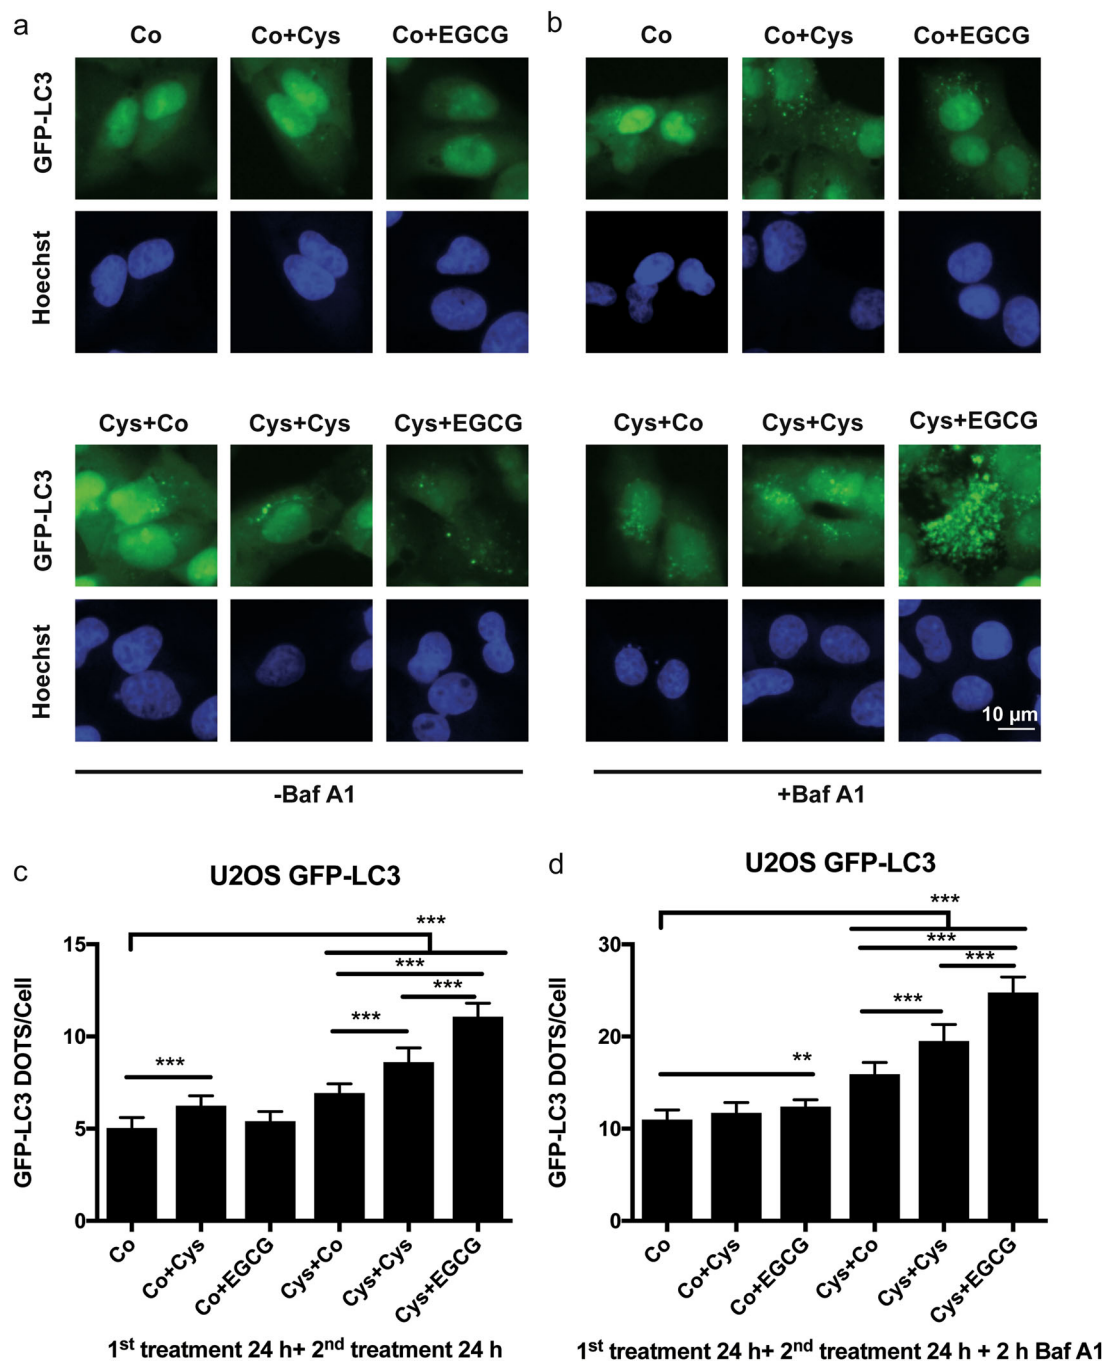 a
Co Co+Cys Co+EGCG
GFP-LC3
Hoechst
Cys+Co Cys+Cys Cys+EGCG
GFP-LC3
Hoechst
-Baf A1
b
Co Co+Cys Co+EGCG
Cys+Co Cys+Cys Cys+EGCG
10 µm
+Baf A1
c
U2OS GFP-LC3
GFP-LC3 DOTS/Cell
15
10
5
0
***
***
***
***
***
Co Co+Cys Co+EGCG Cys+Co Cys+Cys Cys+EGCG
1st treatment 24 h+ 2nd treatment 24 h
d
U2OS GFP-LC3
GFP-LC3 DOTS/Cell
30
20
10
0
***
***
***
***
**
Co Co+Cys Co+EGCG Cys+Co Cys+Cys Cys+EGCG
1st treatment 24 h+ 2nd treatment 24 h + 2 h Baf A1